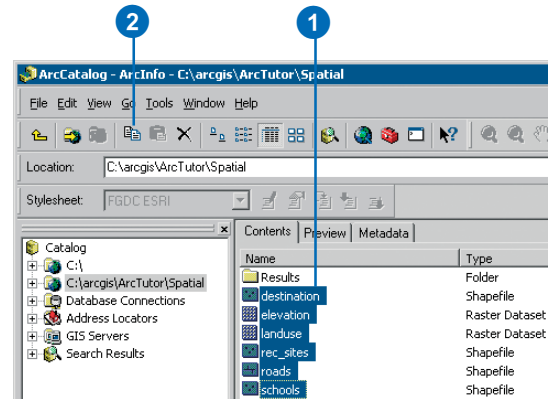 2 1
ArcCatalog - ArcInfo - C:\arcgis\ArcTutor\Spatial
File Edit View Go Tools Window Help
Location: C:\arcgis\ArcTutor\Spatial
Stylesheet: FGDC ESRI
Contents Preview Metadata
Catalog
C:\
C:\arcgis\ArcTutor\Spatial
Database Connections
Address Locators
GIS Servers
Search Results
Name Type
Results Folder
destination Shapefile
elevation Raster Dataset
landuse Raster Dataset
rec_sites Shapefile
roads Shapefile
schools Shapefile